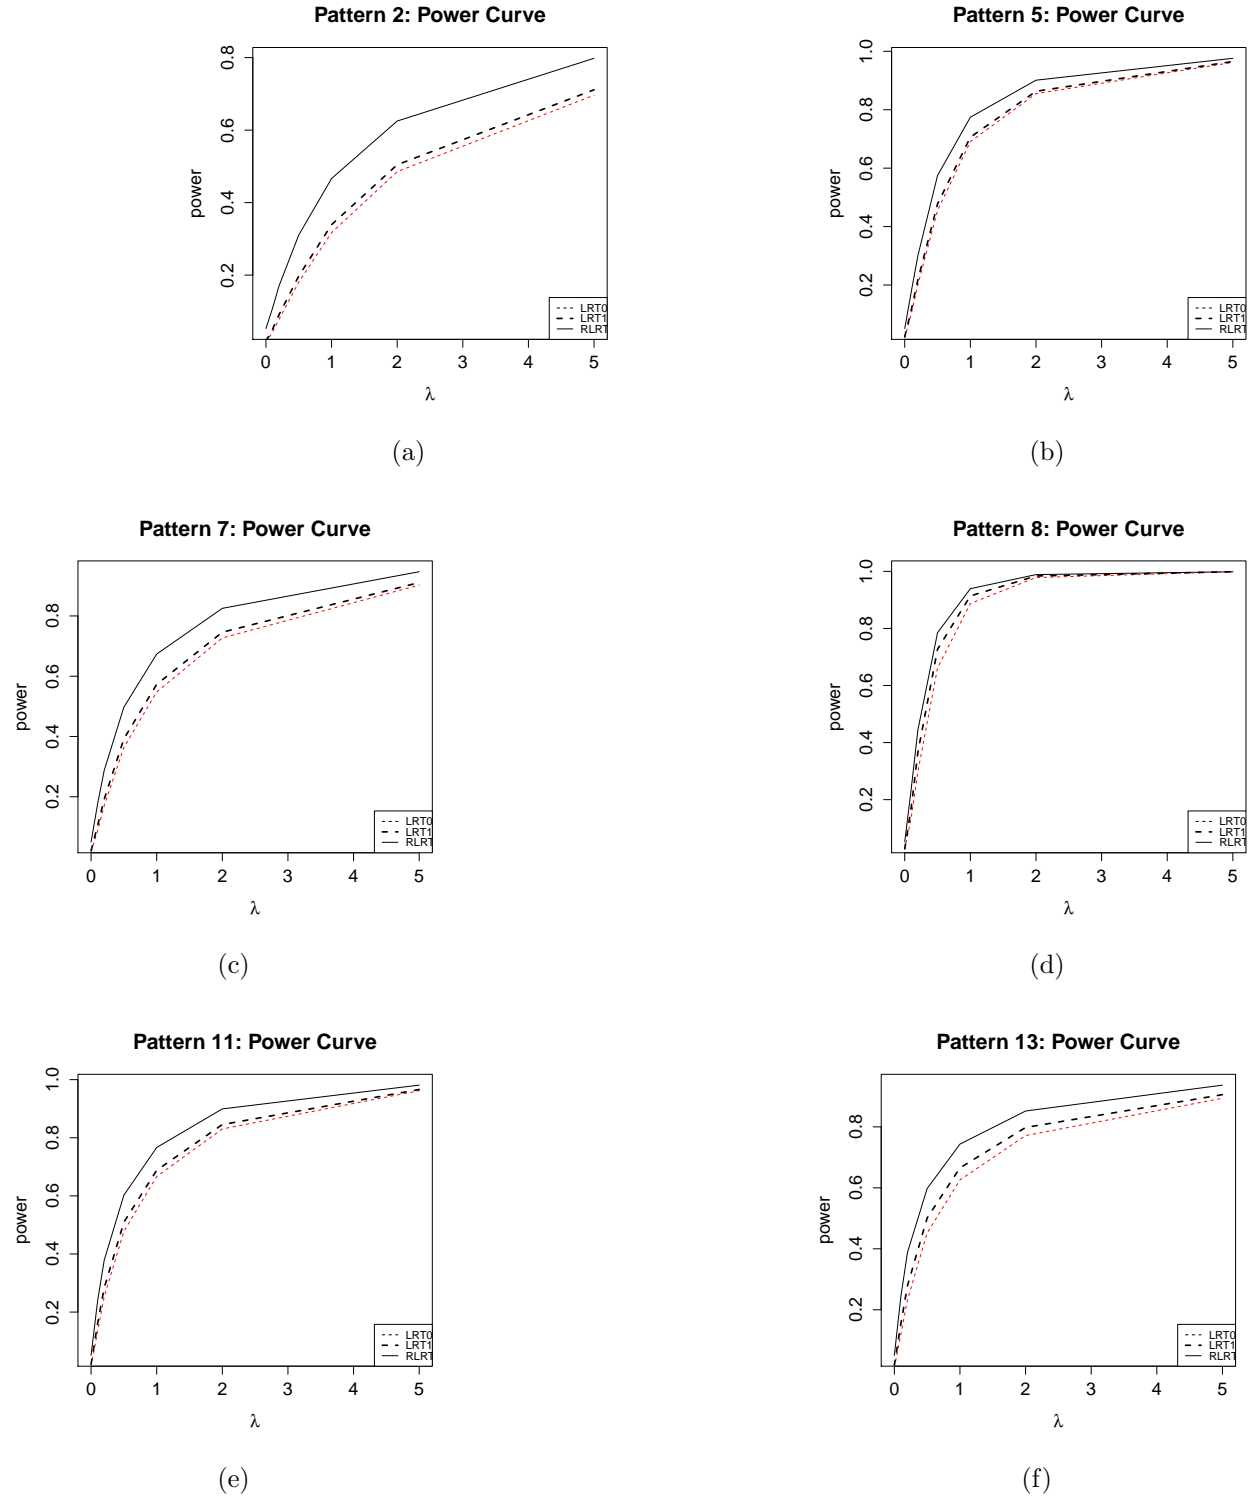 Pattern 2: Power Curve
power
0.2 0.4 0.6 0.8
LRT0
LRT1
RLRT
0 1 2 3 4 5
λ
(a)
Pattern 5: Power Curve
power
0.2 0.4 0.6 0.8 1.0
LRT0
LRT1
RLRT
0 1 2 3 4 5
λ
(b)
Pattern 7: Power Curve
power
0.2 0.4 0.6 0.8
LRT0
LRT1
RLRT
0 1 2 3 4 5
λ
(c)
Pattern 8: Power Curve
power
0.2 0.4 0.6 0.8 1.0
LRT0
LRT1
RLRT
0 1 2 3 4 5
λ
(d)
Pattern 11: Power Curve
power
0.2 0.4 0.6 0.8 1.0
LRT0
LRT1
RLRT
0 1 2 3 4 5
λ
(e)
Pattern 13: Power Curve
power
0.2 0.4 0.6 0.8
LRT0
LRT1
RLRT
0 1 2 3 4 5
λ
(f)